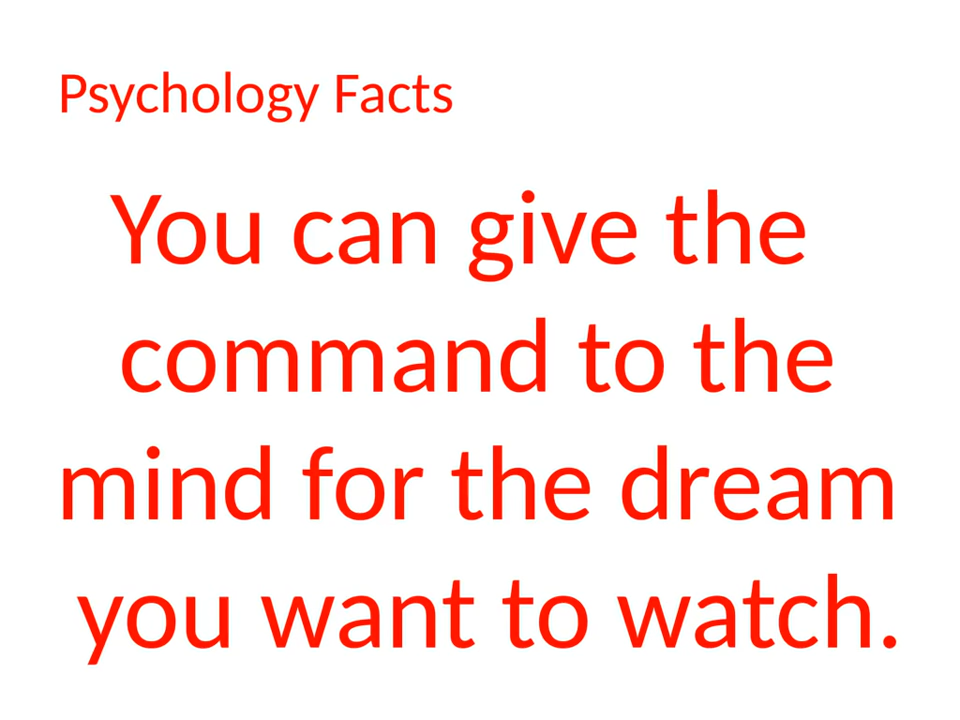 Psychology Facts
You can give the
command to the
mind for the dream
you want to watch.